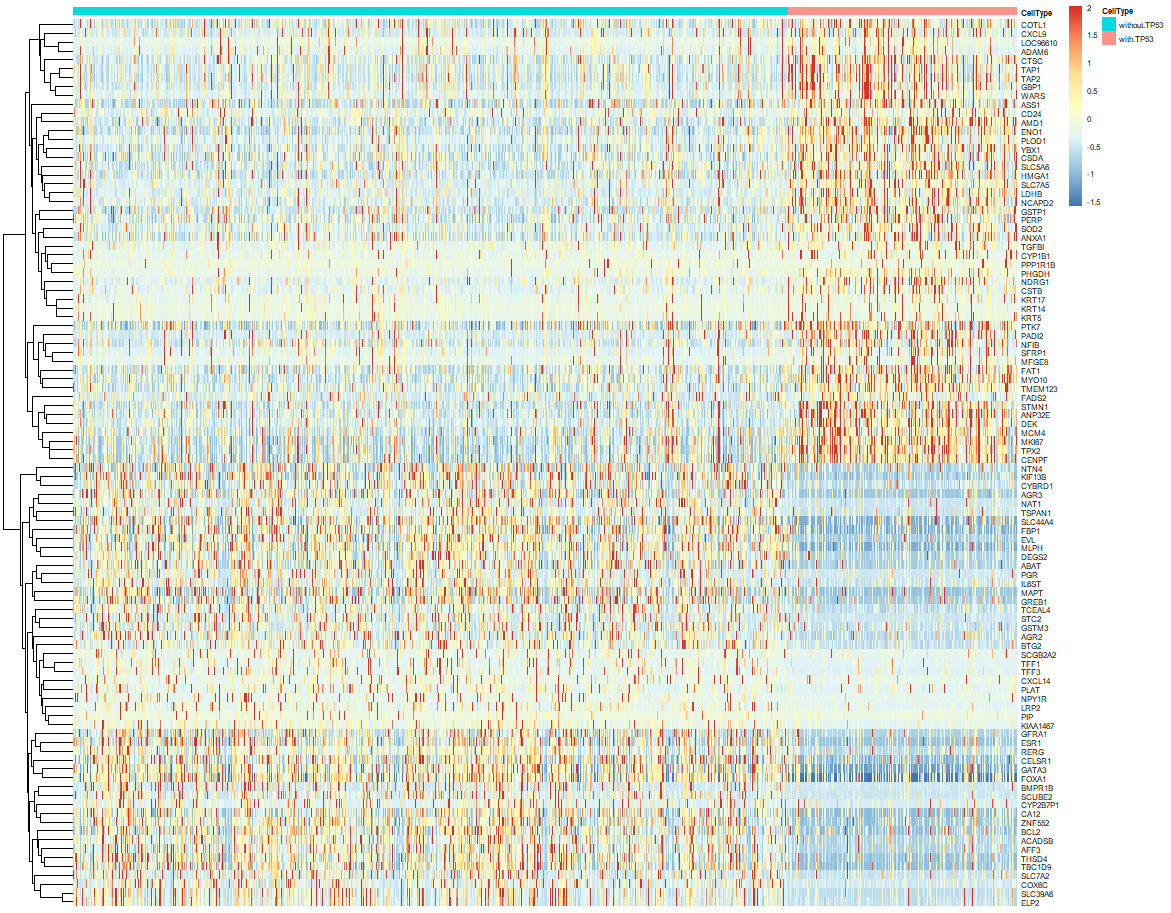 CellType
COTL1
CXCL9
LOC96610
ADAM6
CTSC
TAP1
TAP2
GBP1
WARS
ASS1
CD24
AMD1
ENO1
PLOD1
YBX1
CSDA
SLC5A6
HMGA1
SLC7A5
LDHB
NCAPD2
GSTP1
PERP
SOD2
ANXA1
TGFBI
CYP1B1
PPP1R1B
PHGDH
NDRG1
CSTB
KRT17
KRT14
KRT5
PTK7
PADI2
NFIB
SFRP1
MFGE8
FAT1
MYO10
TMEM123
FADS2
STMN1
ANP32E
DEK
MCM4
MKI67
TPX2
CENPF
NTN4
KIF13B
CYBRD1
AGR3
NAT1
TSPAN1
SLC44A4
FBP1
EVL
MLPH
DEGS2
ABAT
PGR
IL6ST
MAPT
GREB1
TCEAL4
STC2
GSTM3
AGR2
BTG2
SCGB2A2
TFF1
TFF3
CXCL14
PLAT
NPY1R
LRP2
PIP
KIAA1467
GFRA1
ESR1
RERG
CELSR1
GATA3
FOXA1
BMPR1B
SCUBE2
CYP2B7P1
CA12
ZNF552
BCL2
ACADSB
AFF3
THSD4
TBC1D9
SLC7A2
COX6C
SLC39A6
ELP2
2
1.5
1
0.5
0
-0.5
-1
-1.5
CellType
without.TP53
with.TP53